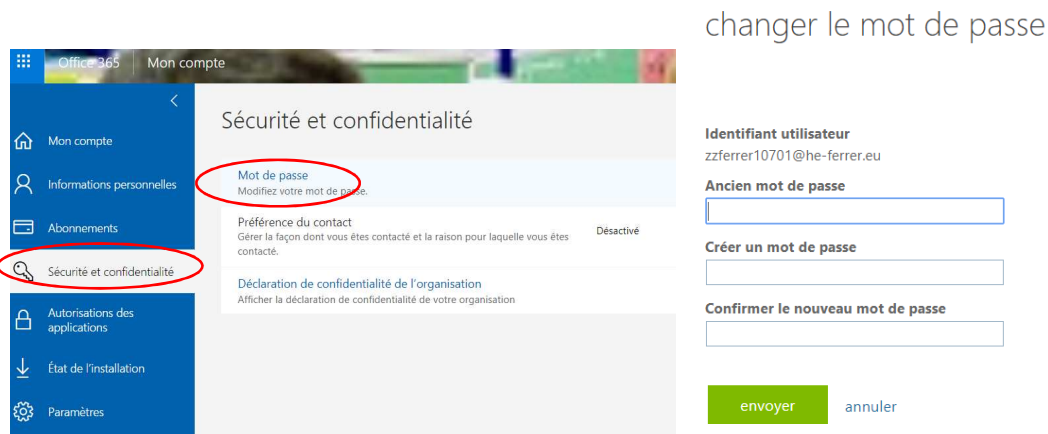 Office 365 Mon compte
Mon compte
Informations personnelles
Abonnements
Sécurité et confidentialité
Autorisations des
applications
État de l'installation
Paramètres
Sécurité et confidentialité
Mot de passe
Modifiez votre mot de passe.
Préférence du contact
Gérer la façon dont vous êtes contacté et la raison pour laquelle vous êtes
contacté.
Désactivé
Déclaration de confidentialité de l'organisation
Afficher la déclaration de confidentialité de votre organisation
changer le mot de passe
Identifiant utilisateur
zzferrer10701@he-ferrer.eu
Ancien mot de passe
Créer un mot de passe
Confirmer le nouveau mot de passe
envoyer annuler